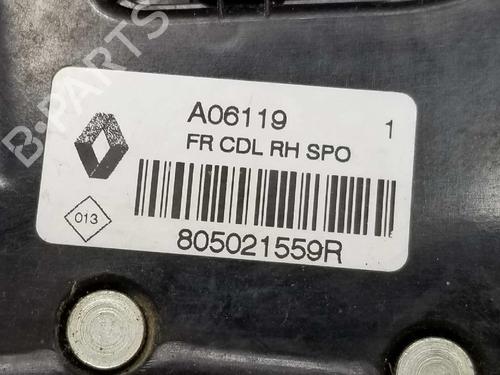 B-PARTS
A06119 1
FR CDL RH SPO
013
805021559R